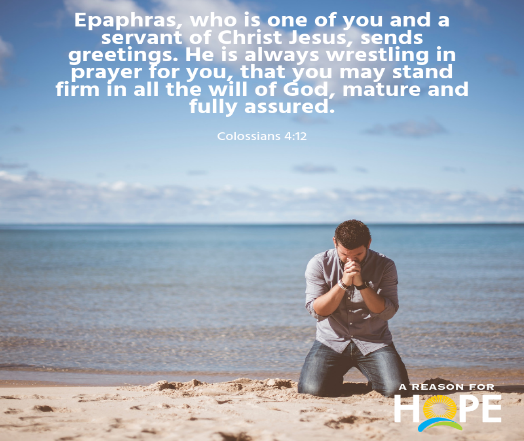 Epaphras, who is one of you and a
servant of Christ Jesus, sends
greetings. He is always wrestling in
prayer for you, that you may stand
firm in all the will of God, mature and
fully assured.
Colossians 4:12
A REASON FOR
HOPE